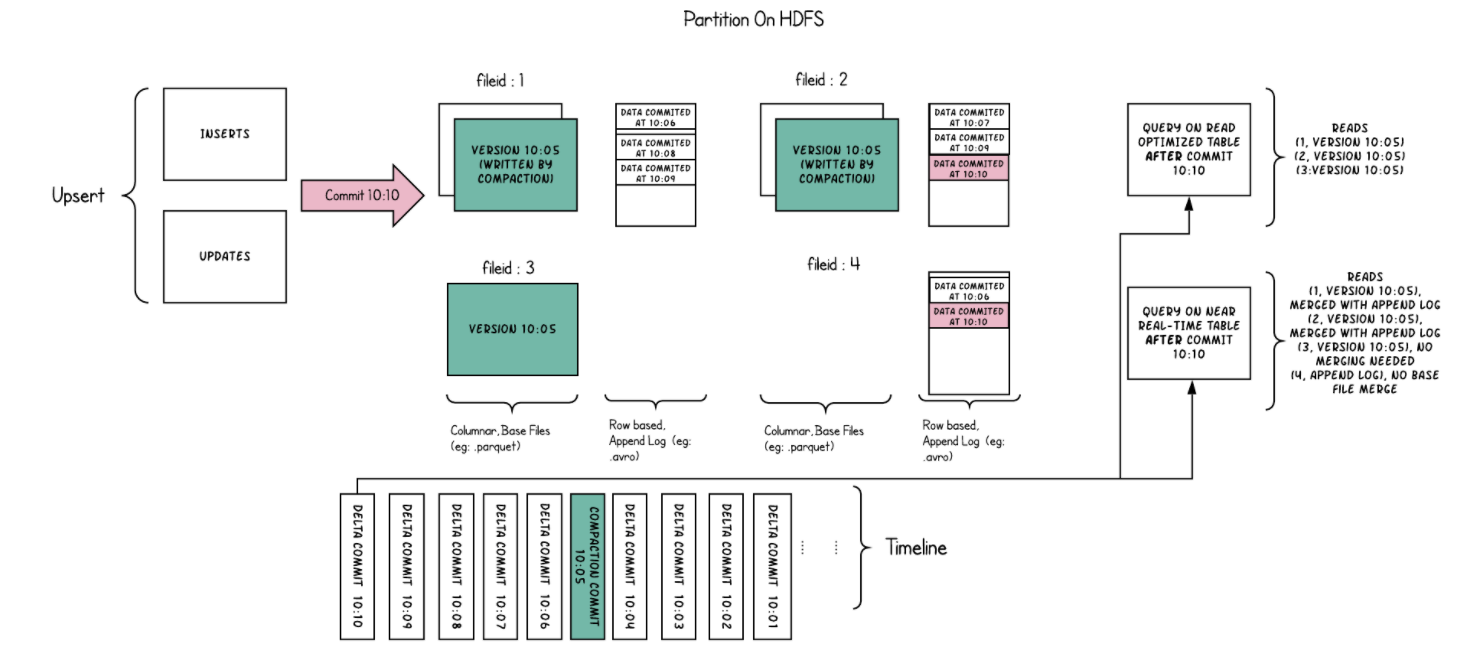 Partition On HDFS
Upsert
INSERTS
UPDATES
Commit 10:10
fileid : 1
VERSION 10:05
(WRITTEN BY
COMPACTION)
DATA COMMITED
AT 10:06
DATA COMMITED
AT 10:08
DATA COMMITED
AT 10:09
fileid : 2
VERSION 10:05
(WRITTEN BY
COMPACTION)
DATA COMMITED
AT 10:07
DATA COMMITED
AT 10:09
DATA COMMITED
AT 10:10
fileid : 3
VERSION 10:05
fileid : 4
DATA COMMITED
AT 10:06
DATA COMMITED
AT 10:10
Columnar,Base Files
(eg: .parquet)
Row based,
Append Log (eg:
.avro)
Columnar,Base Files
(eg: .parquet)
Row based,
Append Log (eg:
.avro)
QUERY ON READ
OPTIMIZED TABLE
AFTER COMMIT
10:10
READS
(1, VERSION 10:05)
(2, VERSION 10:05)
(3:VERSION 10:05)
QUERY ON NEAR
REAL-TIME TABLE
AFTER COMMIT
10:10
READS
(1, VERSION 10:05),
MERGED WITH APPEND LOG
(2, VERSION 10:05),
MERGED WITH APPEND LOG
(3, VERSION 10:05), NO
MERGING NEEDED
(4, APPEND LOG), NO BASE
FILE MERGE
DELTA COMMIT 10:10
DELTA COMMIT 10:09
DELTA COMMIT 10:08
DELTA COMMIT 10:07
DELTA COMMIT 10:06
COMPACTION COMMIT
10:05
DELTA COMMIT 10:04
DELTA COMMIT 10:03
DELTA COMMIT 10:02
DELTA COMMIT 10:01
Timeline